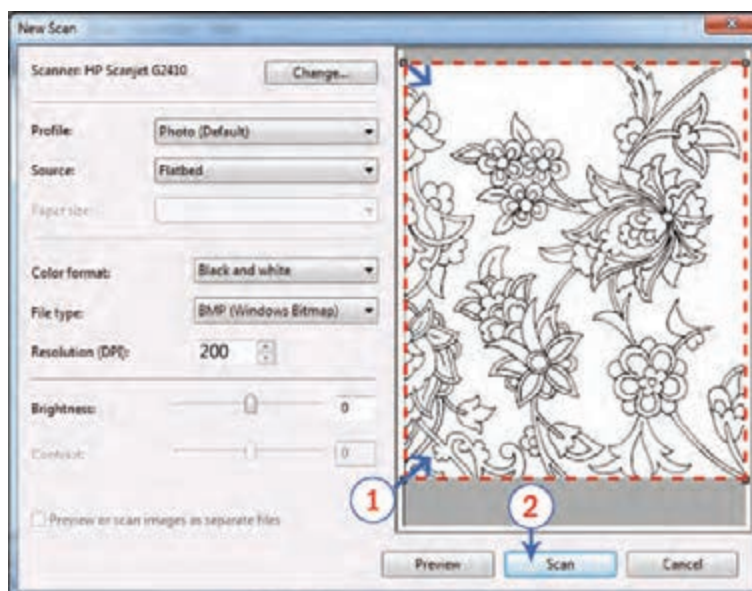 New Scan
Scanner: HP Scanjet G2410 Change...
Profile: Photo (Default)
Source: Flatbed
Paper size:
Color format: Black and white
File type: BMP (Windows Bitmap)
Resolution (DPI): 200
Brightness: 0
Contrast: 0
1
Preview or scan images as separate files
2
Preview Scan Cancel